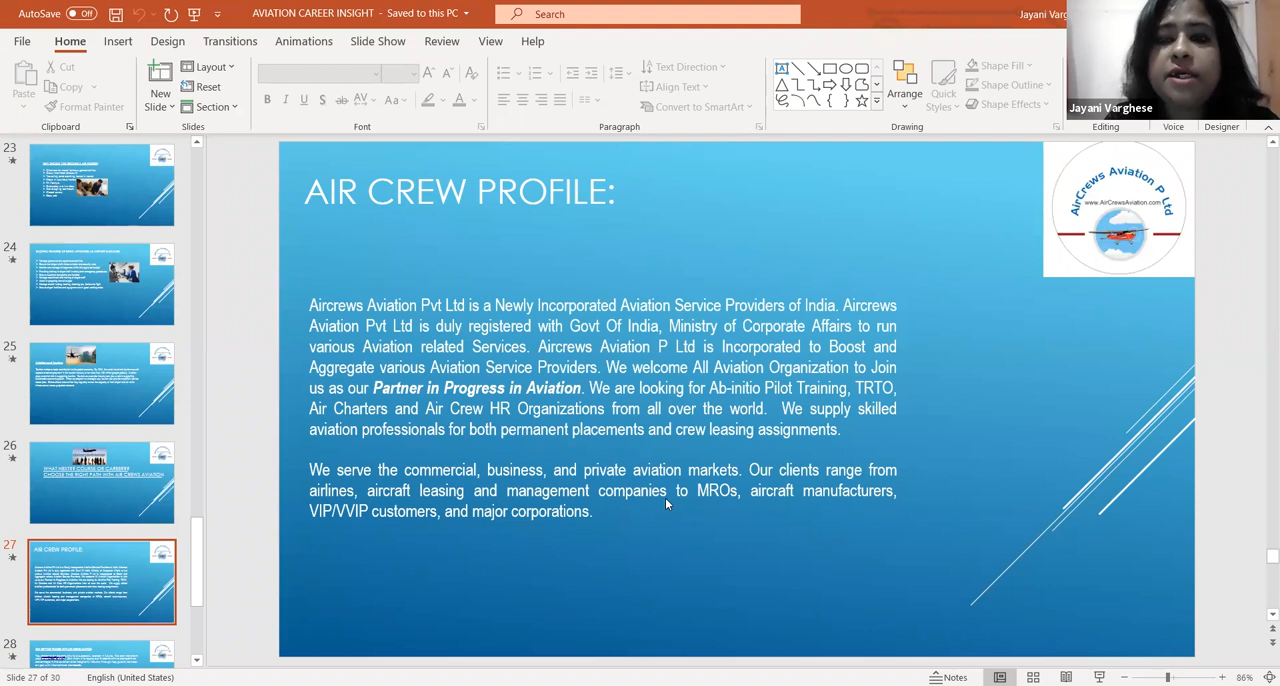 AutoSave Off AVIATION CAREER INSIGHT - Saved to this PC Search Jayani Varg
File Home Insert Design Transitions Animations Slide Show Review View Help
Paste
Cut
Copy
Format Painter
Clipboard
New Slide
Layout
Reset
Section
Slides
B I U S ab AV Aa A
Font
Text Direction
Align Text
Convert to SmartArt
Paragraph
Arrange
Quick Styles
Shape Fill
Shape Outline
Shape Effects
Drawing
Editing
Voice
Designer
Jayani Varghese
23
24
25
26
CHOOSE THE RIGHT PATH WITH AIR CREWS AVIATION
27
AIR CREW PROFILE:
28
AIR CREW PROFILE:
AirCrews Aviation P Ltd
www.AirCrewsAviation.com
Aircrews Aviation Pvt Ltd is a Newly Incorporated Aviation Service Providers of India. Aircrews
Aviation Pvt Ltd is duly registered with Govt Of India, Ministry of Corporate Affairs to run
various Aviation related Services. Aircrews Aviation P Ltd is Incorporated to Boost and
Aggregate various Aviation Service Providers. We welcome All Aviation Organization to Join
us as our Partner in Progress in Aviation. We are looking for Ab-initio Pilot Training, TRTO,
Air Charters and Air Crew HR Organizations from all over the world. We supply skilled
aviation professionals for both permanent placements and crew leasing assignments.
We serve the commercial, business, and private aviation markets. Our clients range from
airlines, aircraft leasing and management companies to MROs, aircraft manufacturers,
VIP/VVIP customers, and major corporations.
Slide 27 of 30 English (United States) Notes 86%